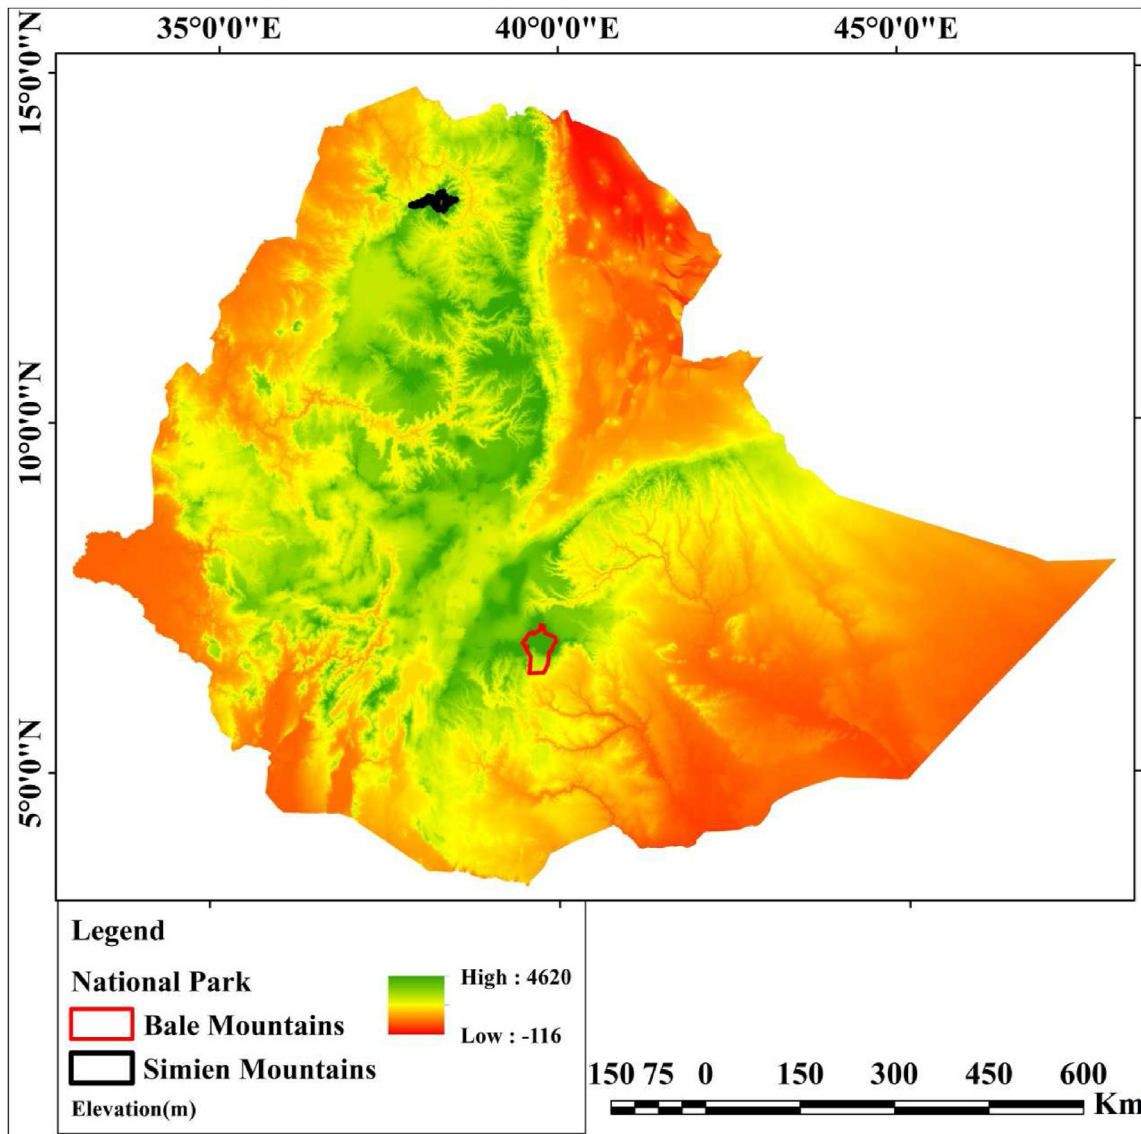 35°0'0"E 40°0'0"E 45°0'0"E
15°0'0"N
10°0'0"N
5°0'0"N
Legend
National Park
Bale Mountains
Simien Mountains
Elevation(m)
High : 4620
Low : -116
150 75 0 150 300 450 600
Km